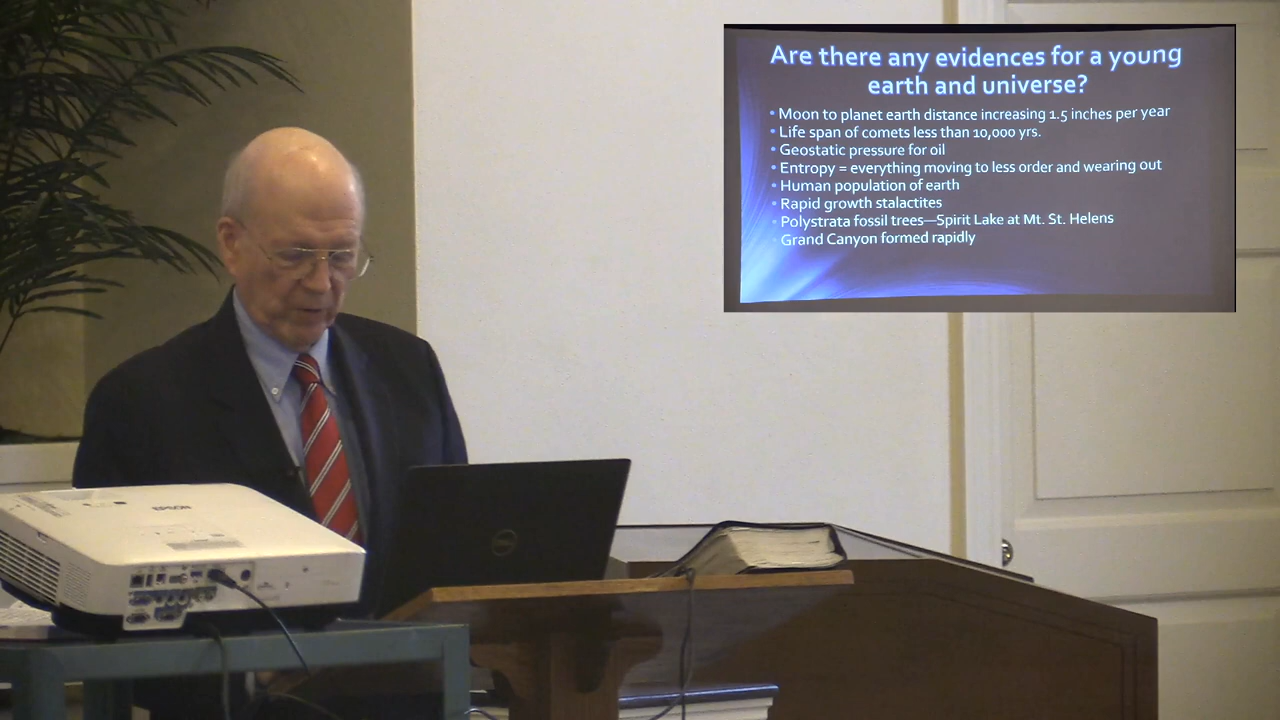 Are there any evidences for a young
earth and universe?
• Moon to planet earth distance increasing 1.5 inches per year
• Life span of comets less than 10,000 yrs.
• Geostatic pressure for oil
• Entropy = everything moving to less order and wearing out
• Human population of earth
• Rapid growth stalactites
• Polystrata fossil trees—Spirit Lake at Mt. St. Helens
• Grand Canyon formed rapidly
EPSON
DELL